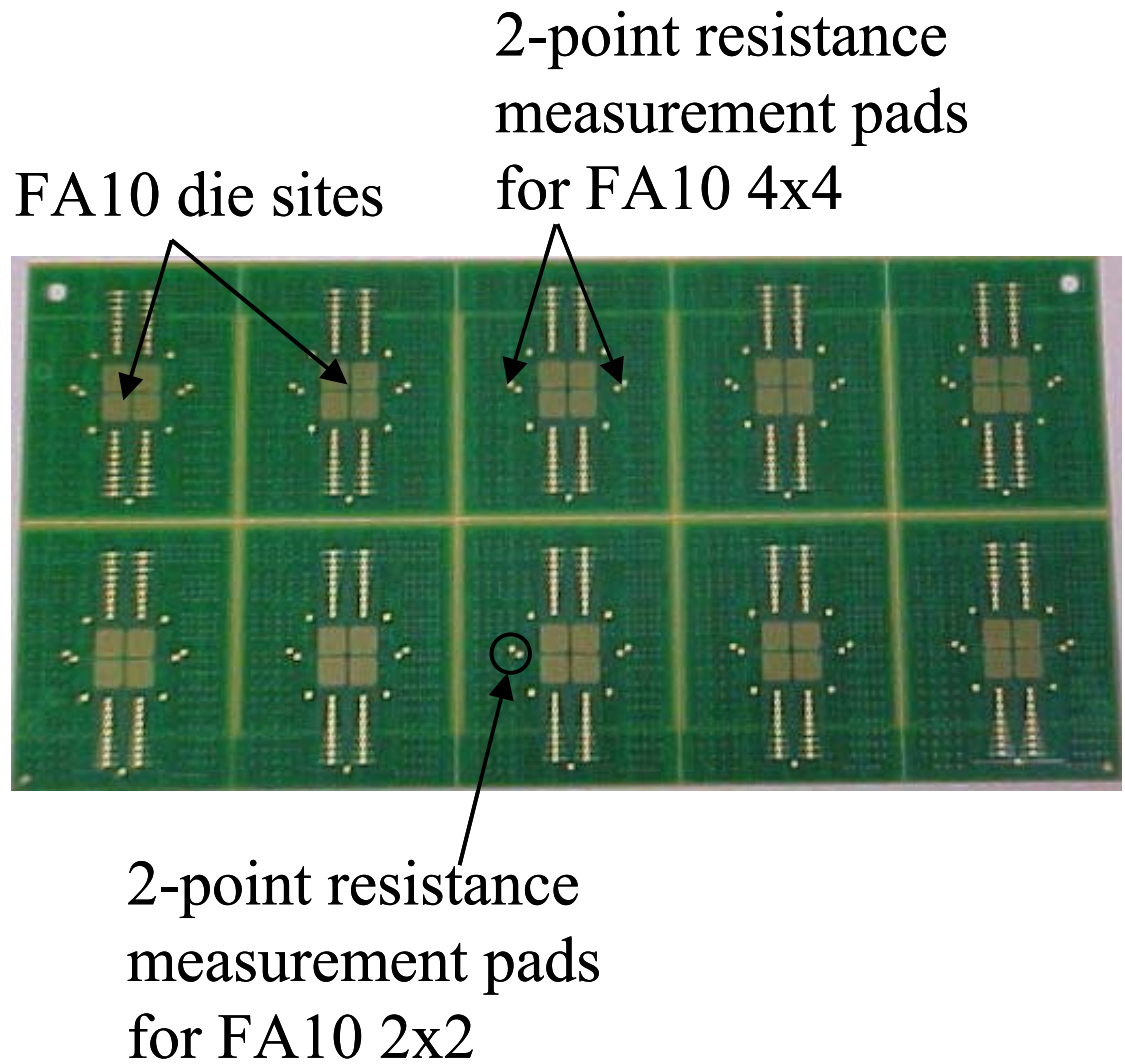 2-point resistance
measurement pads
for FA10 4x4
FA10 die sites
2-point resistance
measurement pads
for FA10 2x2